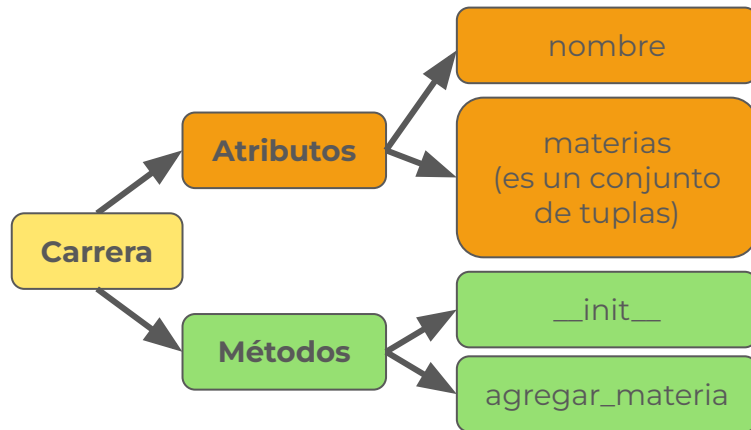 Carrera
Atributos
nombre
materias
(es un conjunto
de tuplas)
Métodos
__init__
agregar_materia